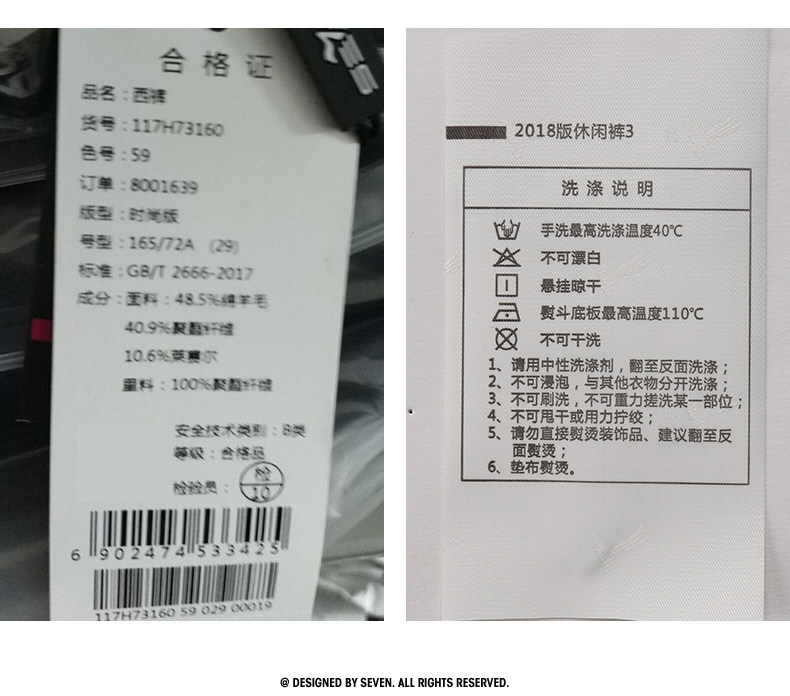 合格证
品名：西裤
货号：117H73160
色号：59
订单：8001639
版型：时尚版
号型：165/72A （29）
标准：GB/T 2666-2017
成分：面料：48.5%绵羊毛
40.9%聚酯纤维
10.6%莱赛尔
里料：100%聚酯纤维
安全技术类别：B类
等级：合格品
检验员：
检
10
6 902474 533425
117H73160 59 029 00019
2018版休闲裤3
洗涤说明
手洗最高洗涤温度40℃
不可漂白
悬挂晾干
熨斗底板最高温度110℃
不可干洗
1、请用中性洗涤剂，翻至反面洗涤；
2、不可浸泡，与其他衣物分开洗涤；
3、不可刷洗，不可重力搓洗某一部位；
4、不可甩干或用力拧绞；
5、请勿直接熨烫装饰品、建议翻至反
面熨烫；
6、垫布熨烫。
@ DESIGNED BY SEVEN. ALL RIGHTS RESERVED.